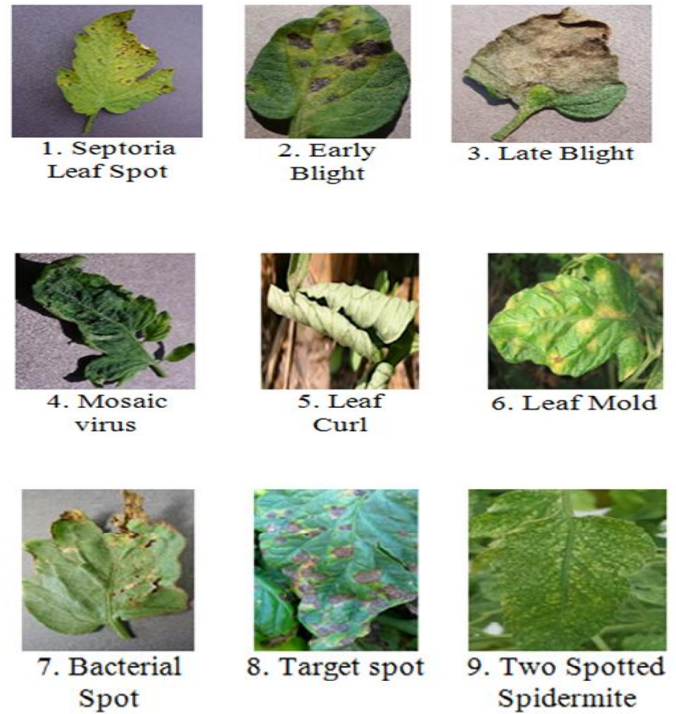 1. Septoria
Leaf Spot
2. Early
Blight
3. Late Blight
4. Mosaic
virus
5. Leaf
Curl
6. Leaf Mold
7. Bacterial
Spot
8. Target spot
9. Two Spotted
Spidermite